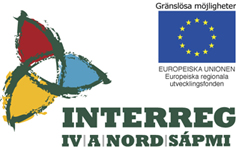 Gränslösa möjligheter
EUROPEISKA UNIONEN
Europeiska regionala
utvecklingsfonden
INTERREG
IV|A|NORD|SÁPMI